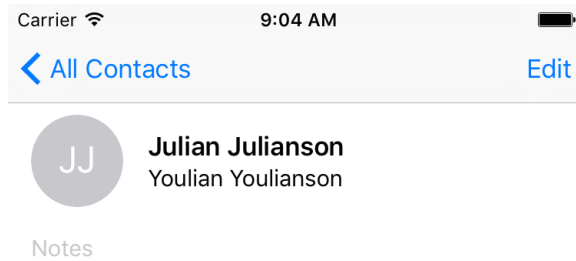 Carrier 9:04 AM
All Contacts Edit
JJ
Julian Julianson
Youlian Youlianson
Notes